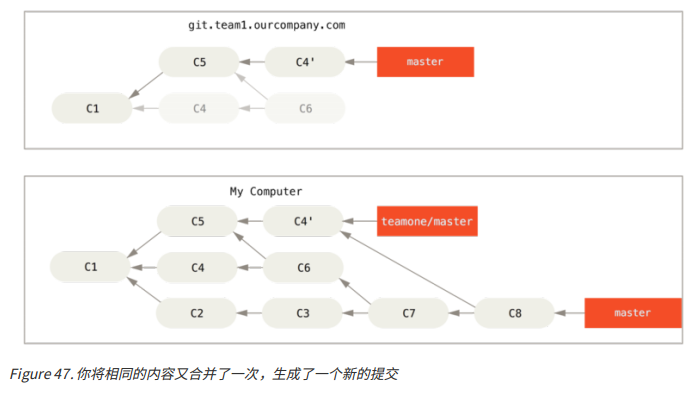 git.team1.ourcompany.com
C5 C4' master
C1 C4 C6
My Computer
C5 C4' teamone/master
C1 C4 C6
C2 C3 C7 C8 master
Figure 47. 你将相同的内容又合并了一次，生成了一个新的提交